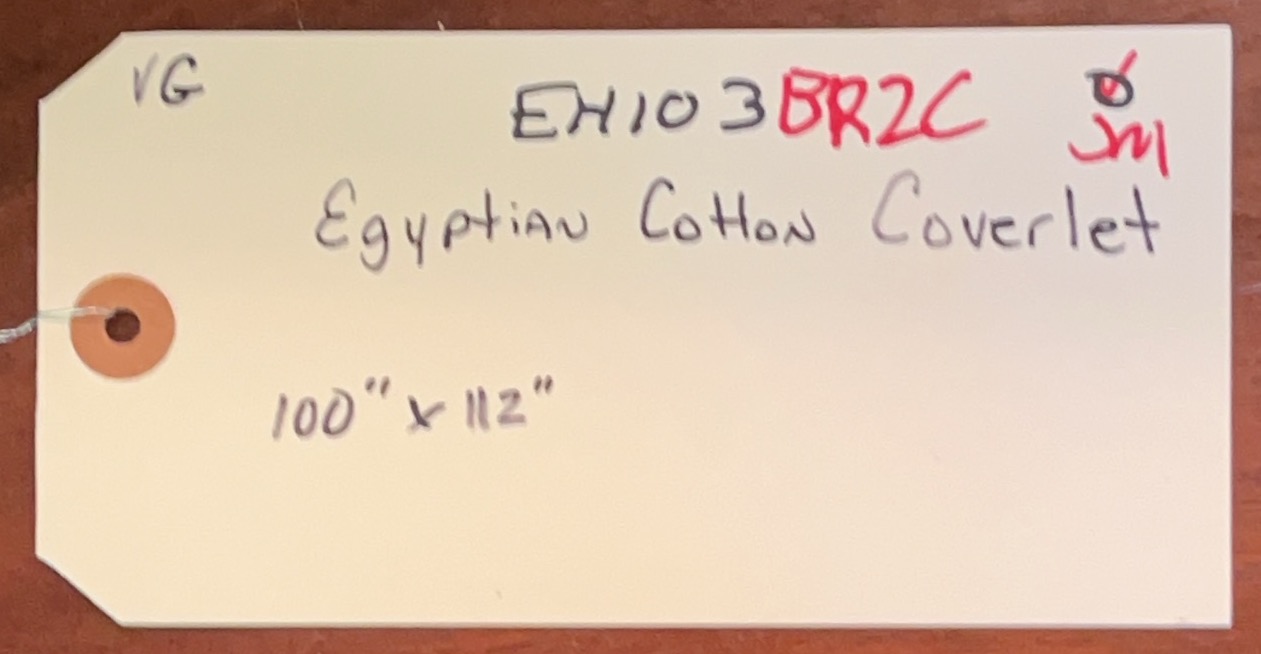 VG
EH103BR2C
JM
Egyptian Cotton Coverlet
100" x 112"